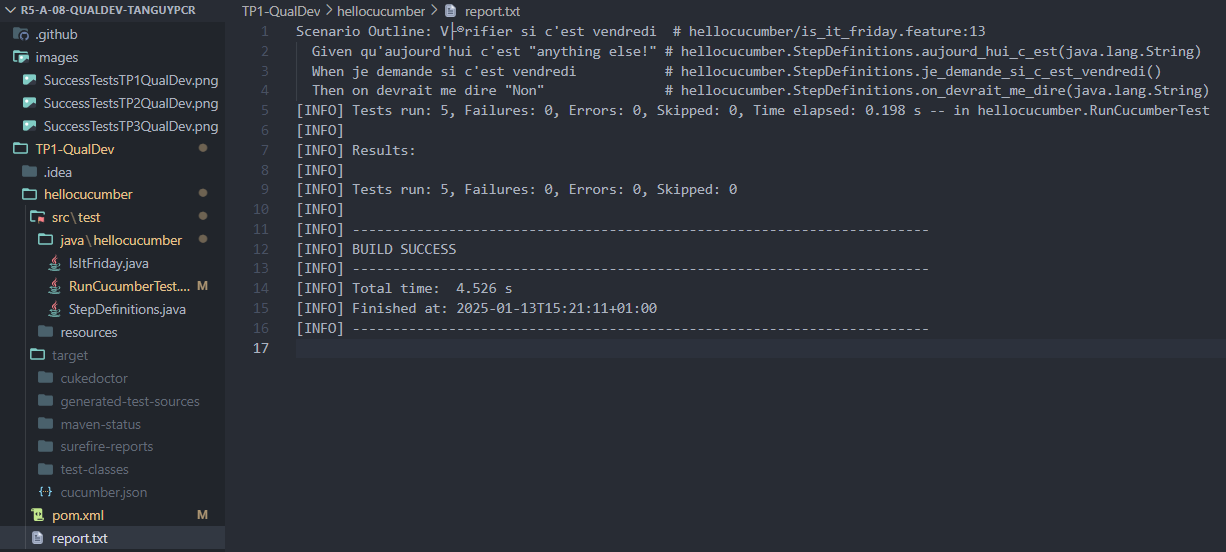 R5-A-08-QUALDEV-TANGUYPCR
.github
images
SuccessTestsTP1QualDev.png
SuccessTestsTP2QualDev.png
SuccessTestsTP3QualDev.png
TP1-QualDev
.idea
hellocucumber
src\test
java\hellocucumber
IsItFriday.java
RunCucumberTest.... M
StepDefinitions.java
resources
target
cukedoctor
generated-test-sources
maven-status
surefire-reports
test-classes
cucumber.json
pom.xml M
report.txt
TP1-QualDev > hellocucumber > report.txt
1 Scenario Outline: V├®rifier si c'est vendredi  # hellocucumber/is_it_friday.feature:13
2   Given qu'aujourd'hui c'est "anything else!" # hellocucumber.StepDefinitions.aujourd_hui_c_est(java.lang.String)
3   When je demande si c'est vendredi           # hellocucumber.StepDefinitions.je_demande_si_c_est_vendredi()
4   Then on devrait me dire "Non"               # hellocucumber.StepDefinitions.on_devrait_me_dire(java.lang.String)
5 [INFO] Tests run: 5, Failures: 0, Errors: 0, Skipped: 0, Time elapsed: 0.198 s -- in hellocucumber.RunCucumberTest
6 [INFO]
7 [INFO] Results:
8 [INFO]
9 [INFO] Tests run: 5, Failures: 0, Errors: 0, Skipped: 0
10 [INFO]
11 [INFO] ------------------------------------------------------------------------
12 [INFO] BUILD SUCCESS
13 [INFO] ------------------------------------------------------------------------
14 [INFO] Total time:  4.526 s
15 [INFO] Finished at: 2025-01-13T15:21:11+01:00
16 [INFO] ------------------------------------------------------------------------
17